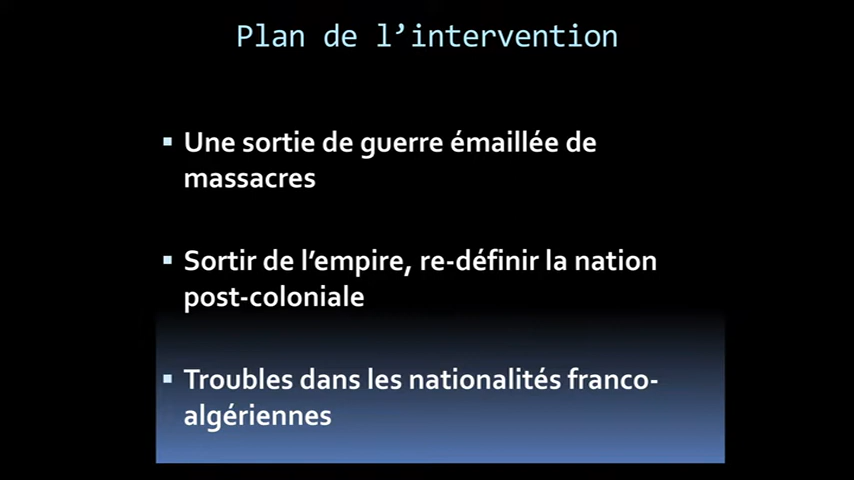 Plan de l’intervention
Une sortie de guerre émaillée de
massacres
Sortir de l’empire, re-définir la nation
post-coloniale
Troubles dans les nationalités franco-
algériennes